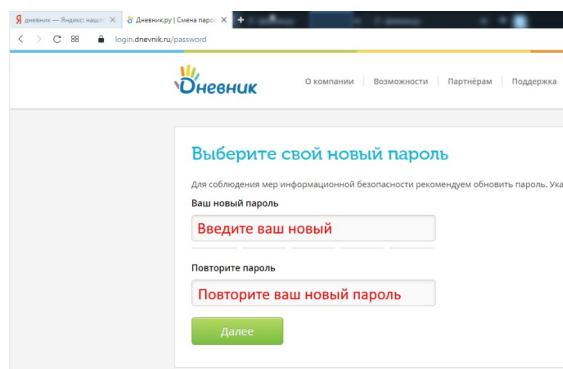 дневник — Яндекс: нашл
Дневник.ру | Смена паро
login.dnevnik.ru/password
Дневник
О компании
Возможности
Партнёрам
Поддержка
Выберите свой новый пароль
Для соблюдения мер информационной безопасности рекомендуем обновить пароль. Ука
Ваш новый пароль
Введите ваш новый
Повторите пароль
Повторите ваш новый пароль
Далее